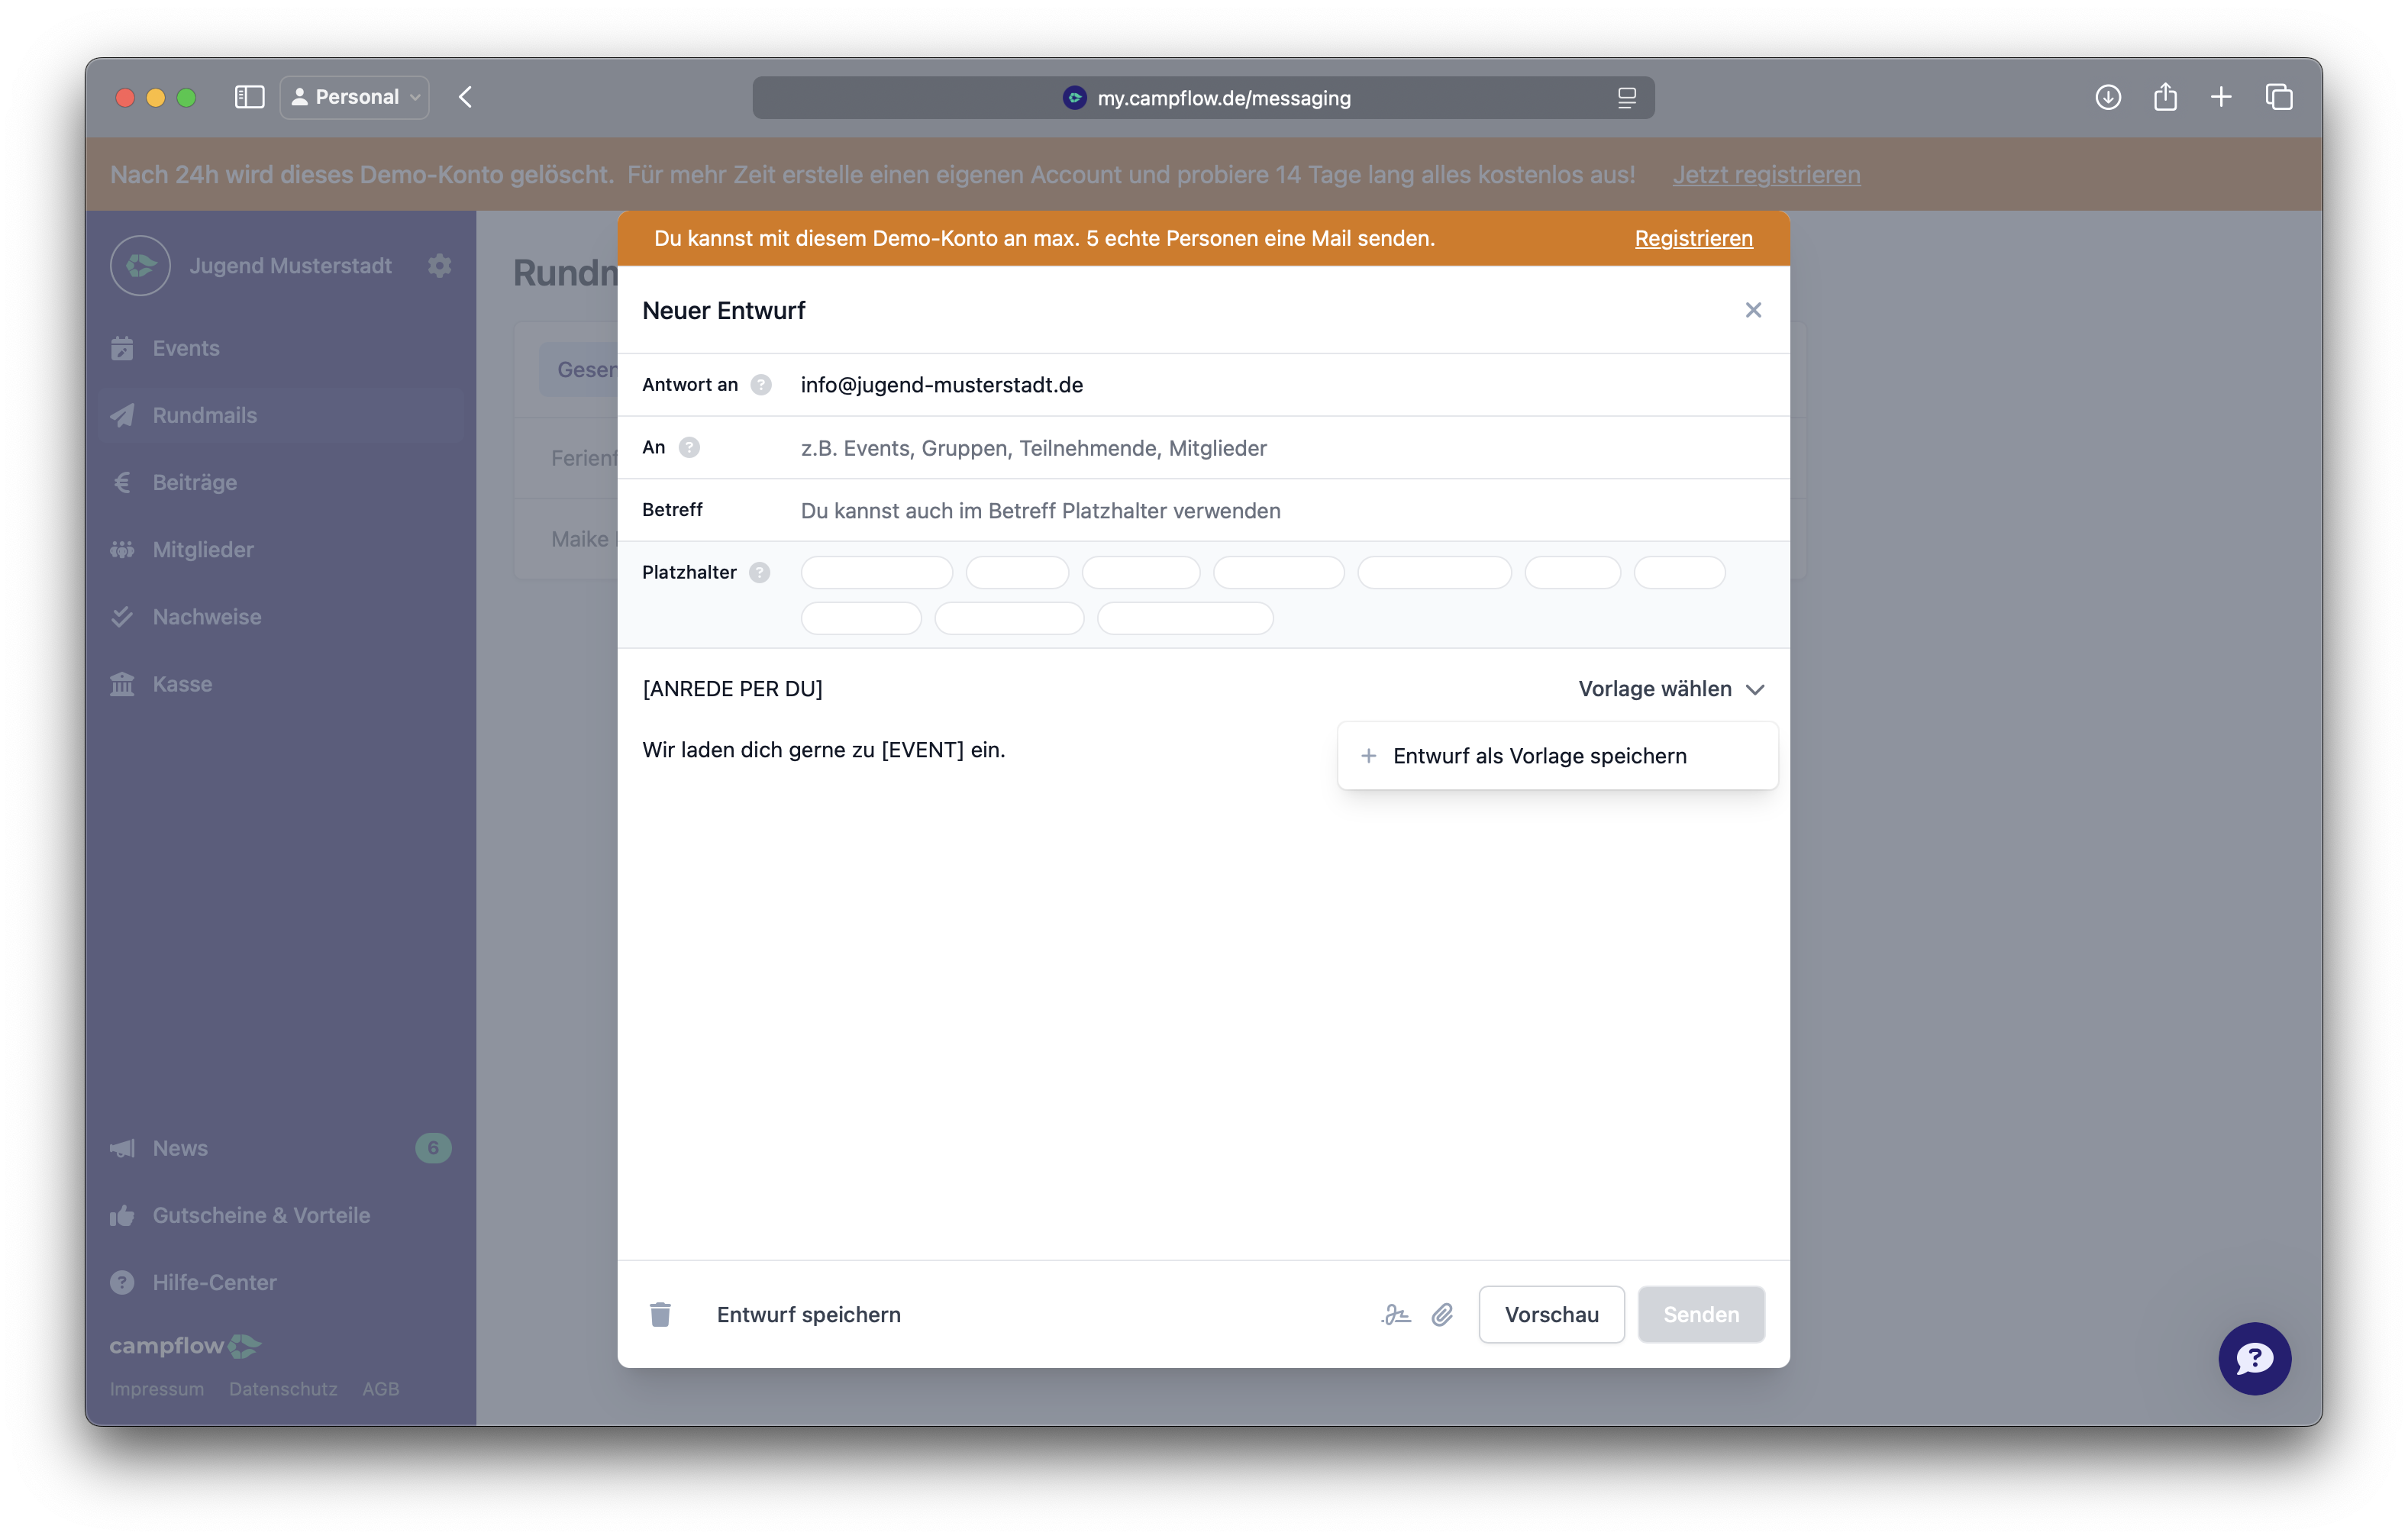 Personal
my.campflow.de/messaging
Nach 24h wird dieses Demo-Konto gelöscht. Für mehr Zeit erstelle einen eigenen Account und probiere 14 Tage lang alles kostenlos aus! Jetzt registrieren
Jugend Musterstadt
Events
Rundmails
Beiträge
Mitglieder
Nachweise
Kasse
News 6
Gutscheine & Vorteile
Hilfe-Center
campflow
Impressum Datenschutz AGB
Maike
Du kannst mit diesem Demo-Konto an max. 5 echte Personen eine Mail senden. Registrieren
Neuer Entwurf
Antwort an ? info@jugend-musterstadt.de
An ? z.B. Events, Gruppen, Teilnehmende, Mitglieder
Betreff Du kannst auch im Betreff Platzhalter verwenden
Platzhalter ?
[ANREDE PER DU] Vorlage wählen
Wir laden dich gerne zu [EVENT] ein.
+ Entwurf als Vorlage speichern
Entwurf speichern Vorschau Senden